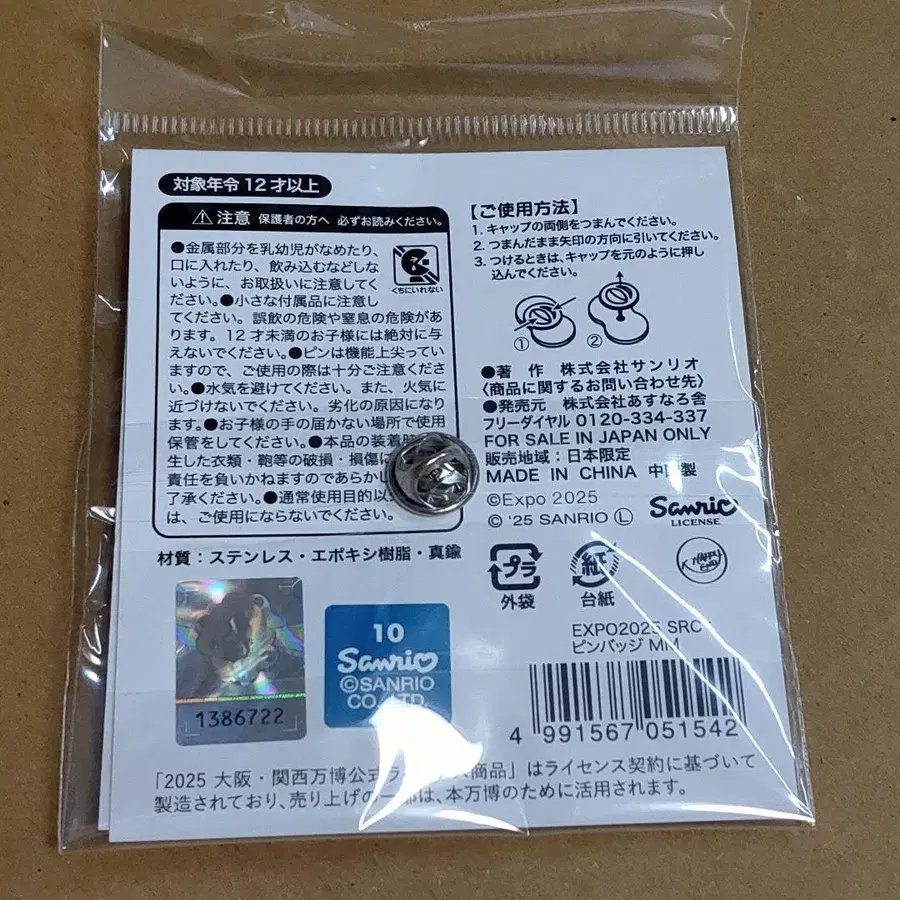 対象年令12才以上
⚠ 注意 保護者の方へ 必ずお読みください。
●金属部分を乳幼児がなめたり、
口に入れたり、飲み込むなどしな
いように、お取扱いに注意してく
ださい。●小さな付属品に注意し
てください。誤飲の危険や窒息の危険があ
ります。12才未満のお子様には絶対に与
えないでください。●ピンは機能上尖ってい
ますので、ご使用の際は十分ご注意ください。
●水気を避けてください。また、火気に
近づけないでください。劣化の原因になりま
す。●お子様の手の届かない場所で使用
保管をしてください。●本品の装着
生した衣類・鞄等の破損・損傷に
責任を負いかねますのであらかじ
了承ください。●通常使用目的以
は、ご使用にならないでください。
くちにいれない
材質：ステンレス・エポキシ樹脂・真鍮
1386722
10
Sanrio
©SANRIO
CO.,LTD.
【ご使用方法】
1. キャップの両側をつまんでください。
2. つまんだまま矢印の方向に引いてください。
3. つけるときは、キャップを元のように押し
込んでください。
① ②
●著 作 株式会社サンリオ
〈商品に関するお問い合わせ先〉
●発売元 株式会社あすなろ舎
フリーダイヤル 0120-334-337
FOR SALE IN JAPAN ONLY
販売地域：日本限定
MADE IN CHINA 中国製
©Expo 2025
© '25 SANRIO Ⓛ
Sanrio
LICENSE
プラ
外袋
紙
台紙
HAPPY
END
EXPO2025 SRC
ピンバッジ MM
4 991567 051542
「2025 大阪・関西万博公式ライセンス商品」はライセンス契約に基づいて
製造されており、売り上げの一部は、本万博のために活用されます。